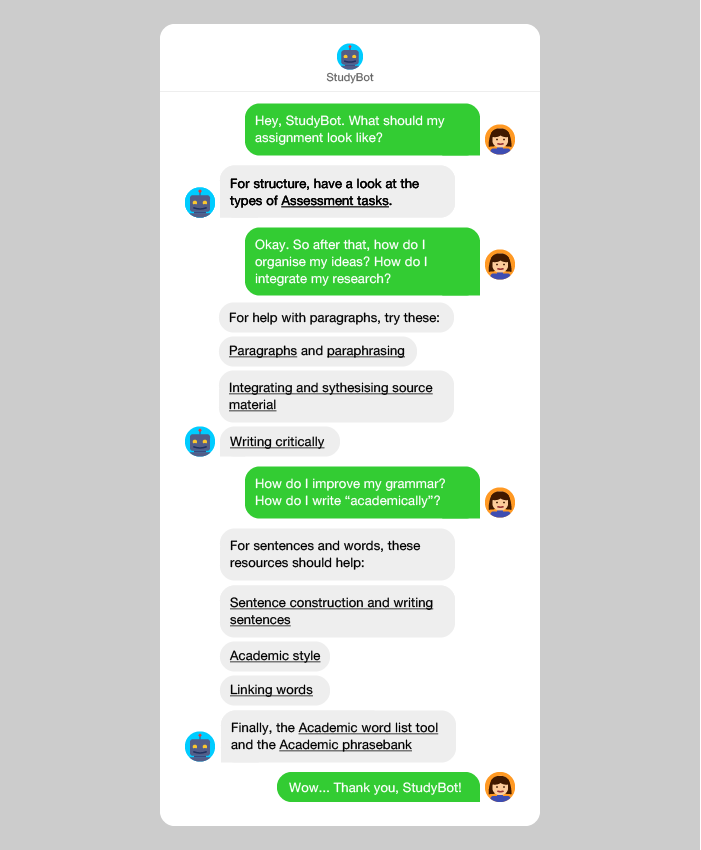 StudyBot
Hey, StudyBot. What should my
assignment look like?
For structure, have a look at the
types of Assessment tasks.
Okay. So after that, how do I
organise my ideas? How do I
integrate my research?
For help with paragraphs, try these:
Paragraphs and paraphrasing
Integrating and sythesising source
material
Writing critically
How do I improve my grammar?
How do I write “academically”?
For sentences and words, these
resources should help:
Sentence construction and writing
sentences
Academic style
Linking words
Finally, the Academic word list tool
and the Academic phrasebank
Wow... Thank you, StudyBot!